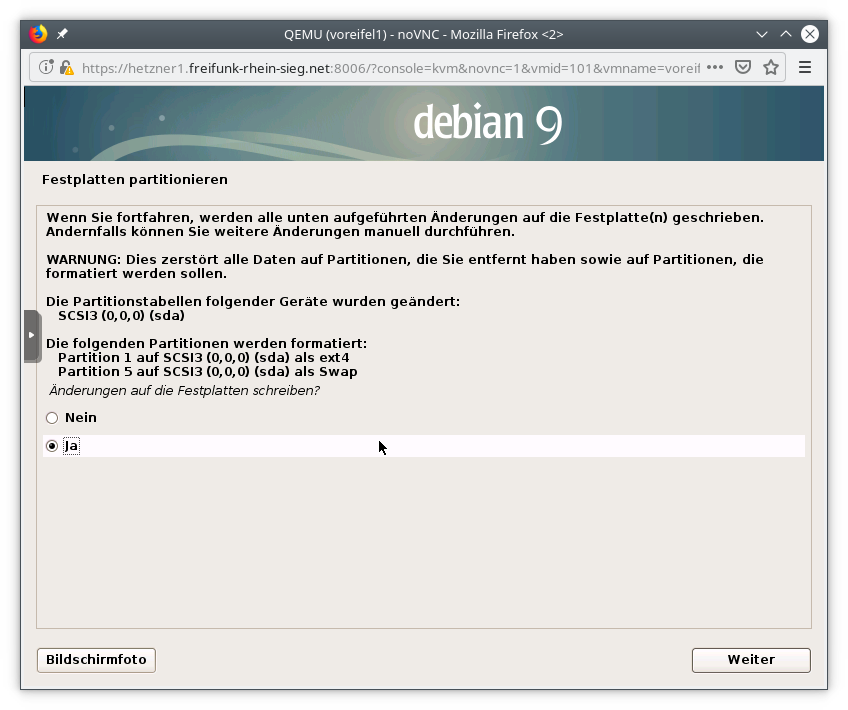 QEMU (voreifel1) - noVNC - Mozilla Firefox <2>
https://hetzner1.freifunk-rhein-sieg.net:8006/?console=kvm&novnc=1&vmid=101&vmname=voreif
debian 9
Festplatten partitionieren
Wenn Sie fortfahren, werden alle unten aufgeführten Änderungen auf die Festplatte(n) geschrieben.
Andernfalls können Sie weitere Änderungen manuell durchführen.
WARNUNG: Dies zerstört alle Daten auf Partitionen, die Sie entfernt haben sowie auf Partitionen, die
formatiert werden sollen.
Die Partitionstabellen folgender Geräte wurden geändert:
SCSI3 (0,0,0) (sda)
Die folgenden Partitionen werden formatiert:
Partition 1 auf SCSI3 (0,0,0) (sda) als ext4
Partition 5 auf SCSI3 (0,0,0) (sda) als Swap
Änderungen auf die Festplatten schreiben?
Nein
Ja
Bildschirmfoto
Weiter